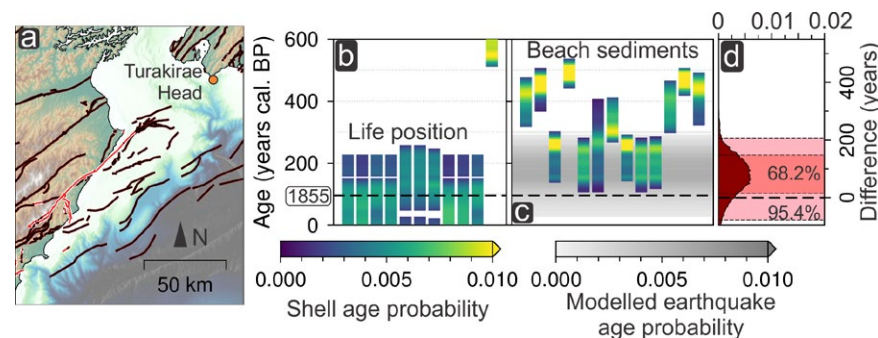 a
Turakirae
Head
N
50 km
b
Life position
Age (years cal. BP)
600
400
200
0
1855
Beach sediments
c
d
0 0.01 0.02
Difference (years)
400
200
0
68.2%
95.4%
0.000 0.005 0.010
Shell age probability
0.000 0.005 0.010
Modelled earthquake
age probability